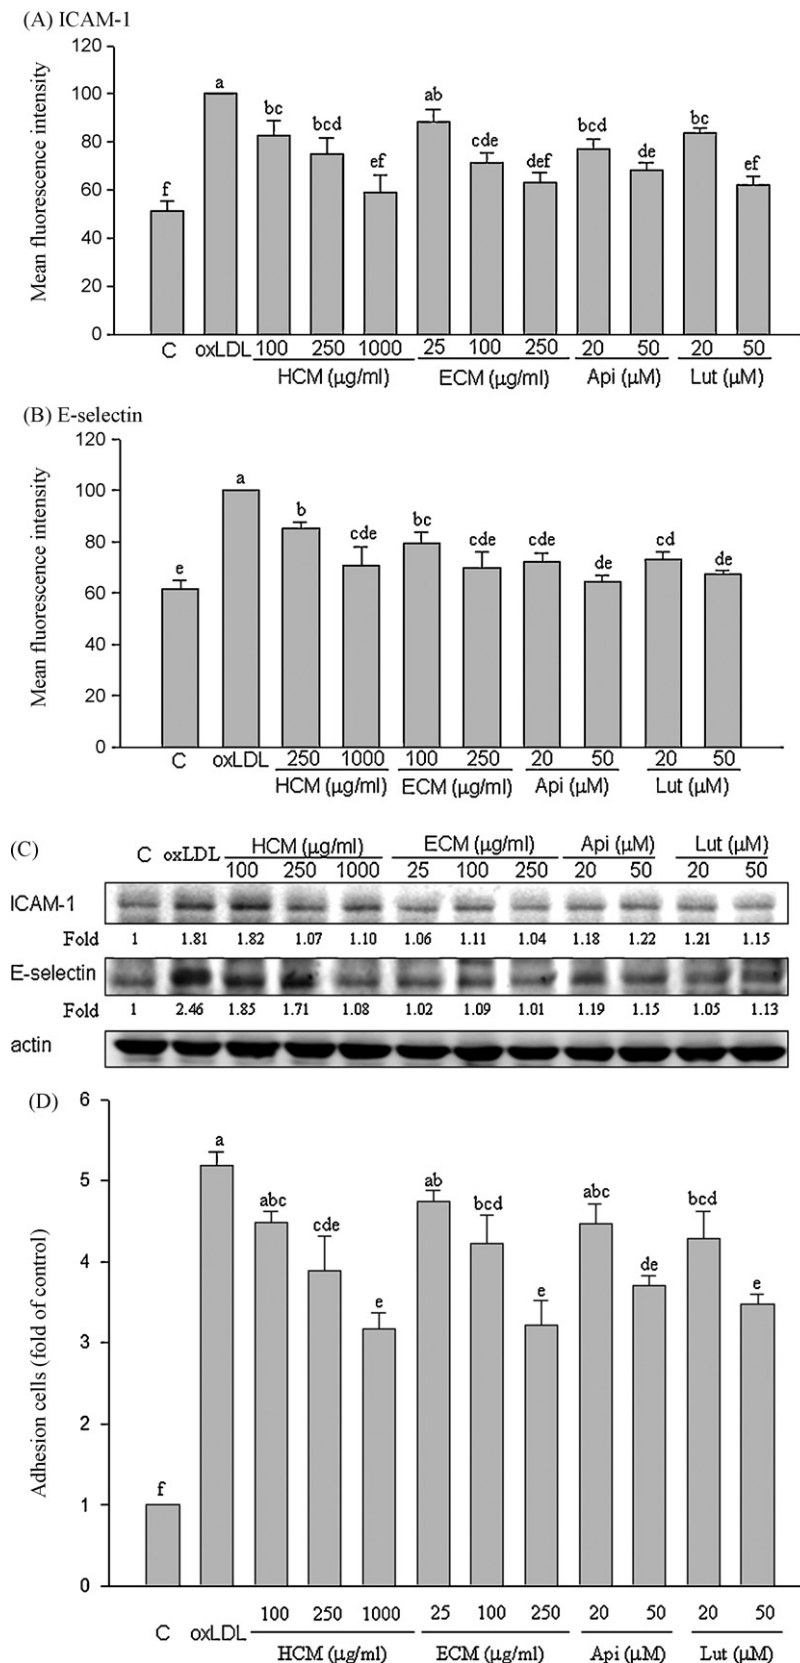 (A) ICAM-1
Mean fluorescence intensity
120
100
80
60
40
20
0
f a bc bcd ef ab cde def bcd de bc ef
C oxLDL 100 250 1000 25 100 250 20 50 20 50
HCM (μg/ml) ECM (μg/ml) Api (μM) Lut (μM)
(B) E-selectin
Mean fluorescence intensity
120
100
80
60
40
20
0
e a b cde bc cde cde de cd de
C oxLDL 250 1000 100 250 20 50 20 50
HCM (μg/ml) ECM (μg/ml) Api (μM) Lut (μM)
(C)
C oxLDL HCM (μg/ml) ECM (μg/ml) Api (μM) Lut (μM)
100 250 1000 25 100 250 20 50 20 50
ICAM-1
Fold 1 1.81 1.82 1.07 1.10 1.06 1.11 1.04 1.18 1.22 1.21 1.15
E-selectin
Fold 1 2.46 1.85 1.71 1.08 1.02 1.09 1.01 1.19 1.15 1.05 1.13
actin
(D)
Adhesion cells (fold of control)
6
5
4
3
2
1
0
f a abc cde e ab bcd e abc de bcd e
C oxLDL 100 250 1000 25 100 250 20 50 20 50
HCM (μg/ml) ECM (μg/ml) Api (μM) Lut (μM)